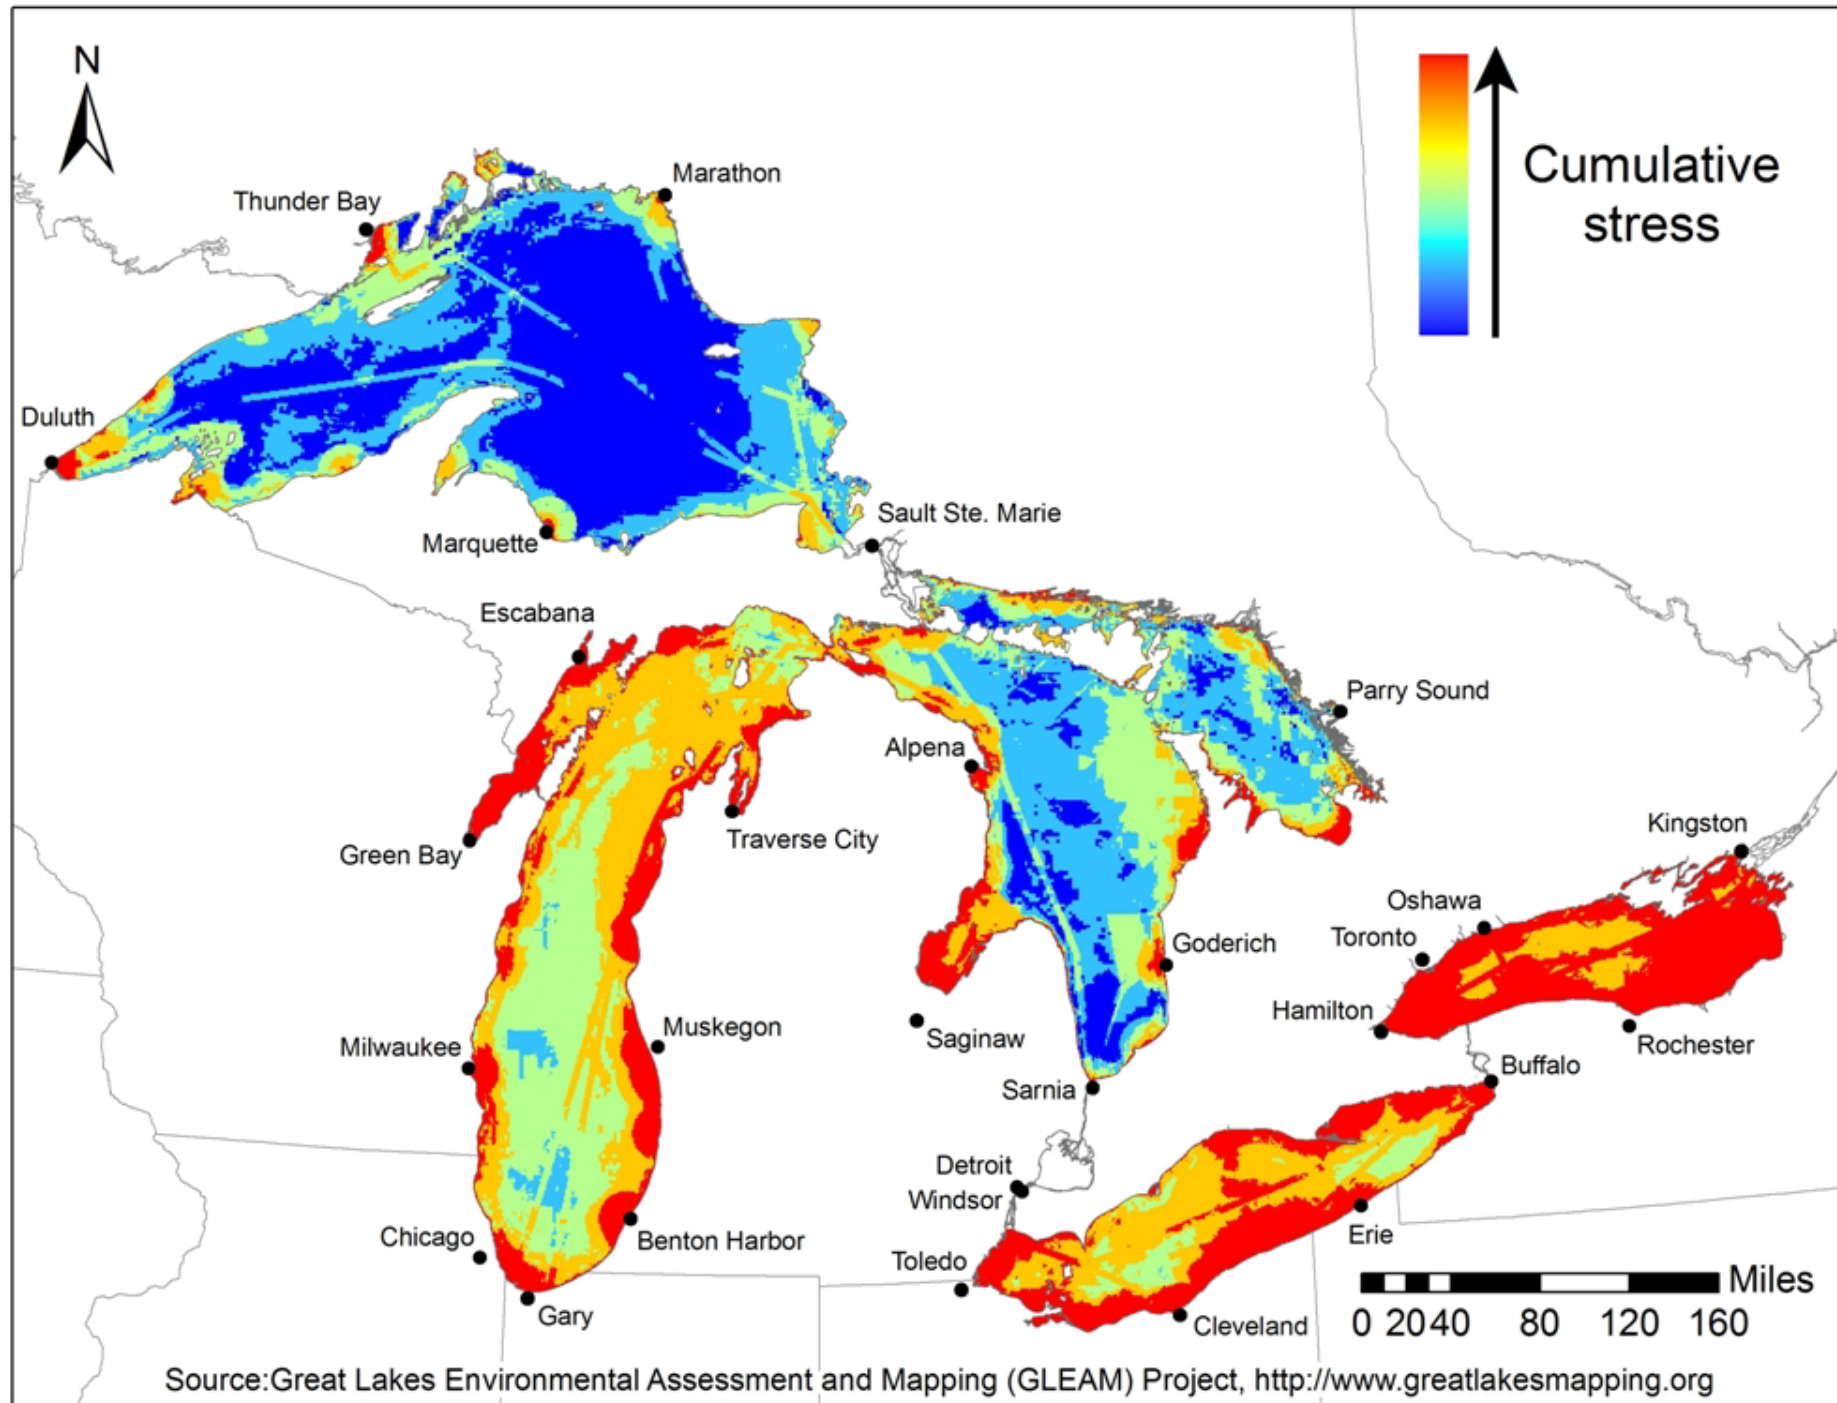 N
Cumulative
stress
Marathon
Thunder Bay
Duluth
Sault Ste. Marie
Marquette
Escabana
Parry Sound
Alpena
Traverse City
Green Bay
Kingston
Oshawa
Toronto
Goderich
Hamilton
Saginaw
Muskegon
Milwaukee
Rochester
Buffalo
Sarnia
Detroit
Windsor
Chicago
Benton Harbor
Erie
Toledo
Miles
Gary
Cleveland
0 20 40 80 120 160
Source:Great Lakes Environmental Assessment and Mapping (GLEAM) Project, http://www.greatlakesmapping.org